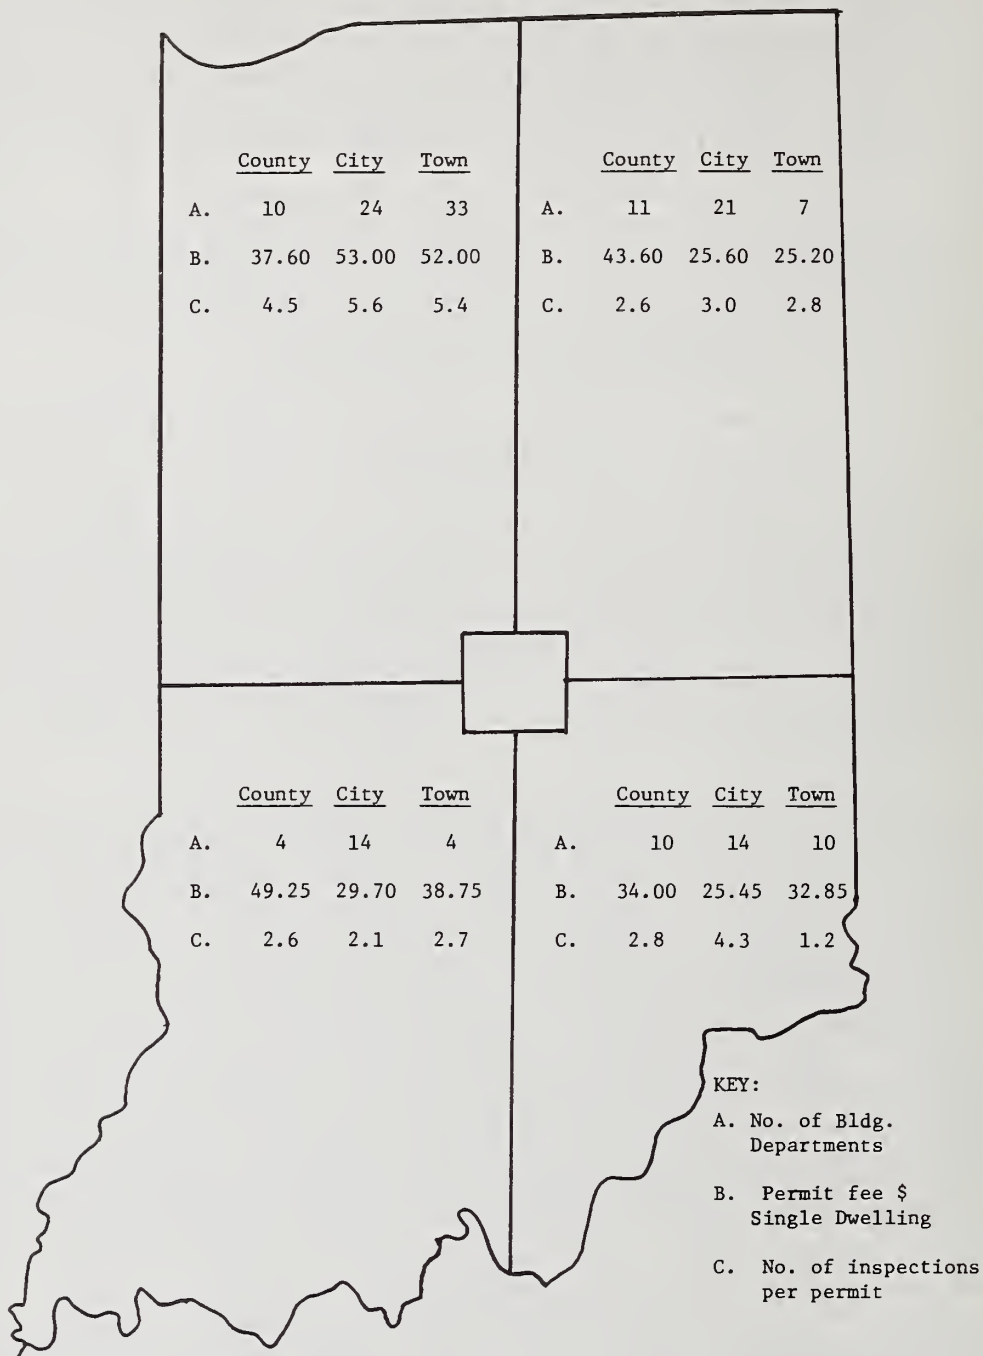 County City Town
A. 10 24 33
B. 37.60 53.00 52.00
C. 4.5 5.6 5.4
County City Town
A. 11 21 7
B. 43.60 25.60 25.20
C. 2.6 3.0 2.8
County City Town
A. 4 14 4
B. 49.25 29.70 38.75
C. 2.6 2.1 2.7
County City Town
A. 10 14 10
B. 34.00 25.45 32.85
C. 2.8 4.3 1.2
KEY:
A. No. of Bldg.
Departments
B. Permit fee $
Single Dwelling
C. No. of inspections
per permit